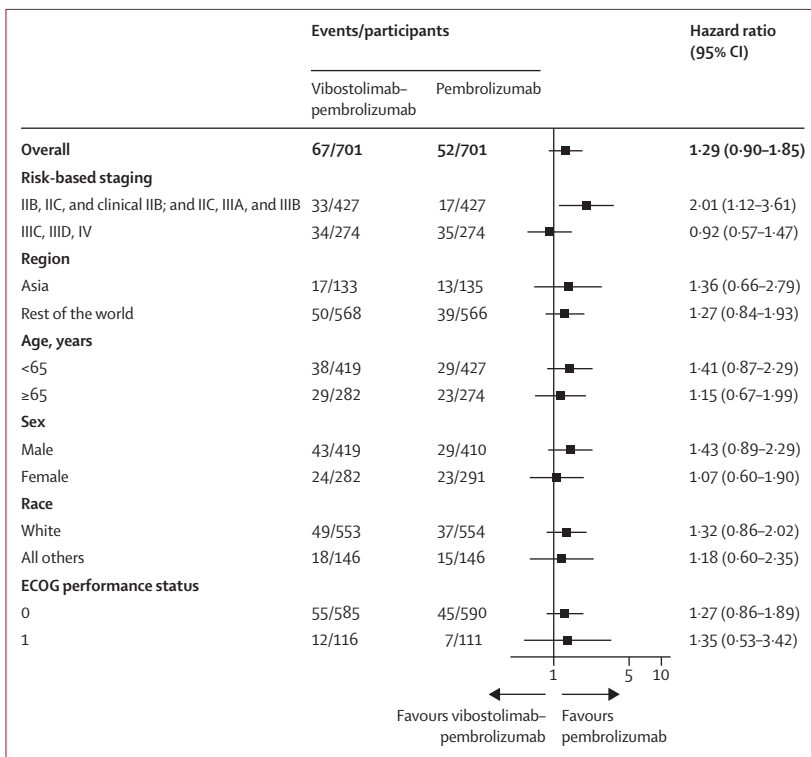 Events/participants Hazard ratio
(95% CI)
Vibostolimab– Pembrolizumab
pembrolizumab
Overall 67/701 52/701 1·29 (0·90–1·85)
Risk-based staging
IIB, IIC, and clinical IIB; and IIC, IIIA, and IIIB 33/427 17/427 2·01 (1·12–3·61)
IIIC, IIID, IV 34/274 35/274 0·92 (0·57–1·47)
Region
Asia 17/133 13/135 1·36 (0·66–2·79)
Rest of the world 50/568 39/566 1·27 (0·84–1·93)
Age, years
<65 38/419 29/427 1·41 (0·87–2·29)
≥65 29/282 23/274 1·15 (0·67–1·99)
Sex
Male 43/419 29/410 1·43 (0·89–2·29)
Female 24/282 23/291 1·07 (0·60–1·90)
Race
White 49/553 37/554 1·32 (0·86–2·02)
All others 18/146 15/146 1·18 (0·60–2·35)
ECOG performance status
0 55/585 45/590 1·27 (0·86–1·89)
1 12/116 7/111 1·35 (0·53–3·42)
1 5 10
Favours vibostolimab– Favours
pembrolizumab pembrolizumab